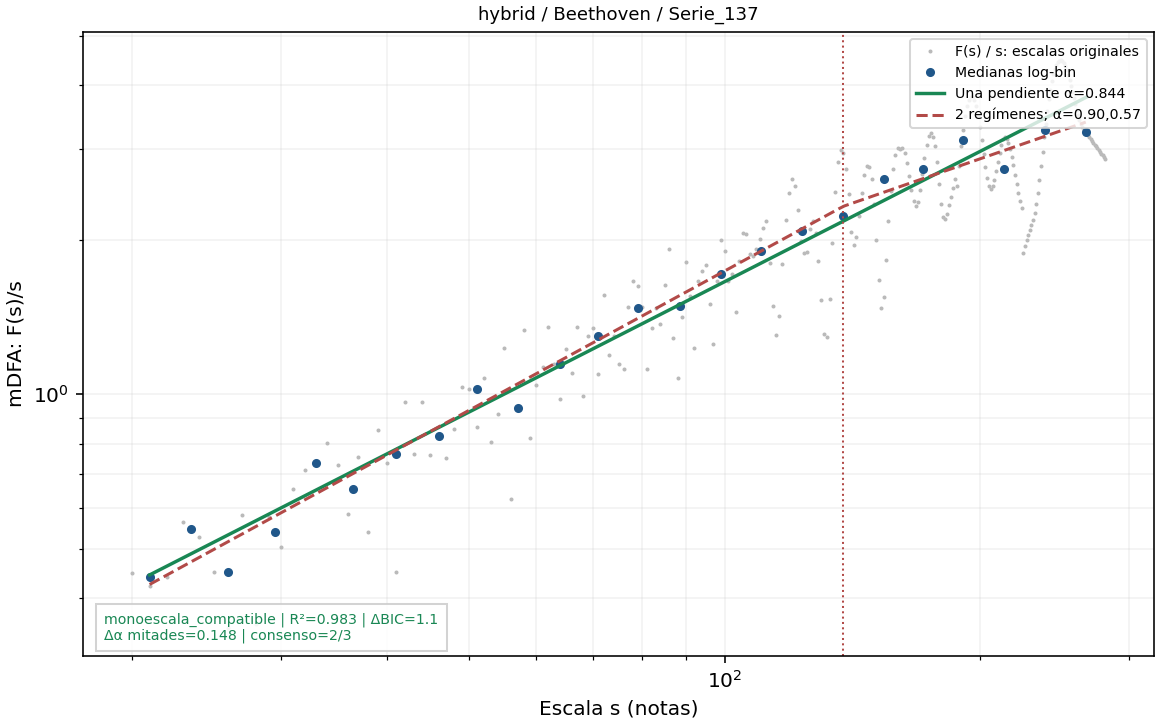 hybrid / Beethoven / Serie_137
F(s) / s: escalas originales
Medianas log-bin
Una pendiente α=0.844
2 regímenes; α=0.90,0.57
mDFA: F(s)/s
10⁰
monoescala_compatible | R²=0.983 | ΔBIC=1.1
Δα mitades=0.148 | consenso=2/3
10²
Escala s (notas)